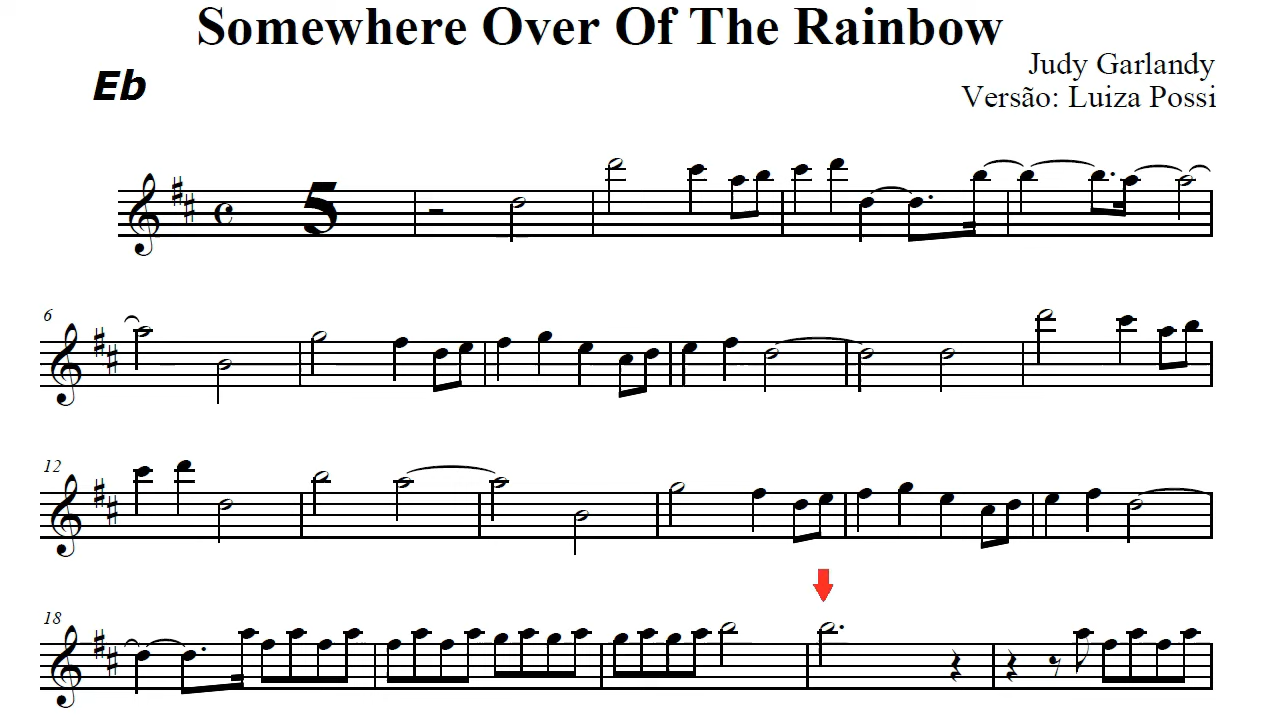 Somewhere Over Of The Rainbow
Judy Garlandy
Eb
Versão: Luiza Possi
5
6
12
18